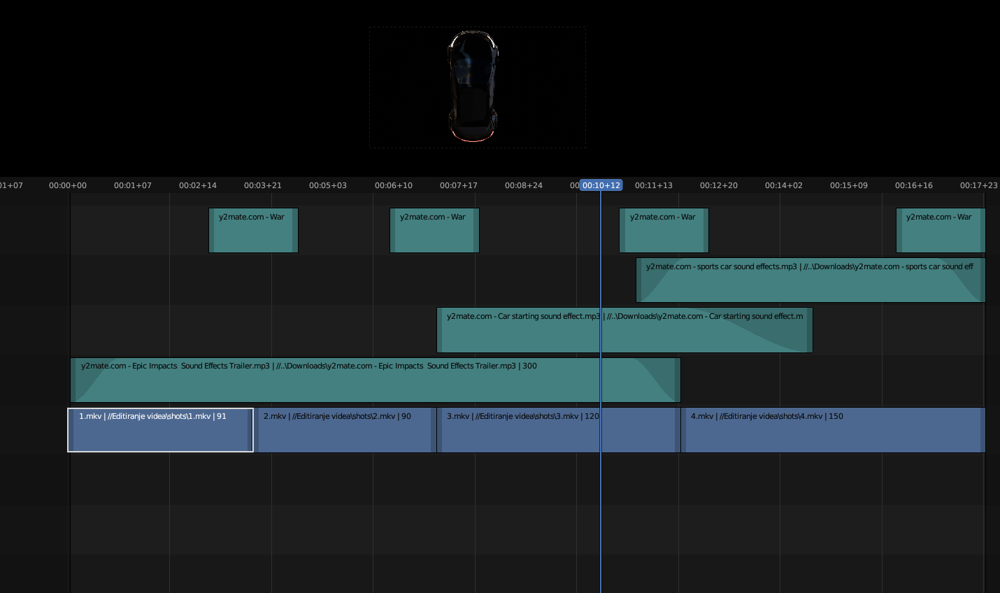 01+07 00:00+00 00:01+07 00:02+14 00:03+21 00:05+03 00:06+10 00:07+17 00:08+24 00 00:10+12 00:11+13 00:12+20 00:14+02 00:15+09 00:16+16 00:17+23
y2mate.com - War y2mate.com - War y2mate.com - War y2mate.com - War
y2mate.com - sports car sound effects.mp3 | //..\Downloads\y2mate.com - sports car sound eff
y2mate.com - Car starting sound effect.mp3 | //..\Downloads\y2mate.com - Car starting sound effect.m
y2mate.com - Epic Impacts  Sound Effects Trailer.mp3 | //..\Downloads\y2mate.com - Epic Impacts  Sound Effects Trailer.mp3 | 300
1.mkv | //Editiranje videa\shots\1.mkv | 91 2.mkv | //Editiranje videa\shots\2.mkv | 90 3.mkv | //Editiranje videa\shots\3.mkv | 120 4.mkv | //Editiranje videa\shots\4.mkv | 150